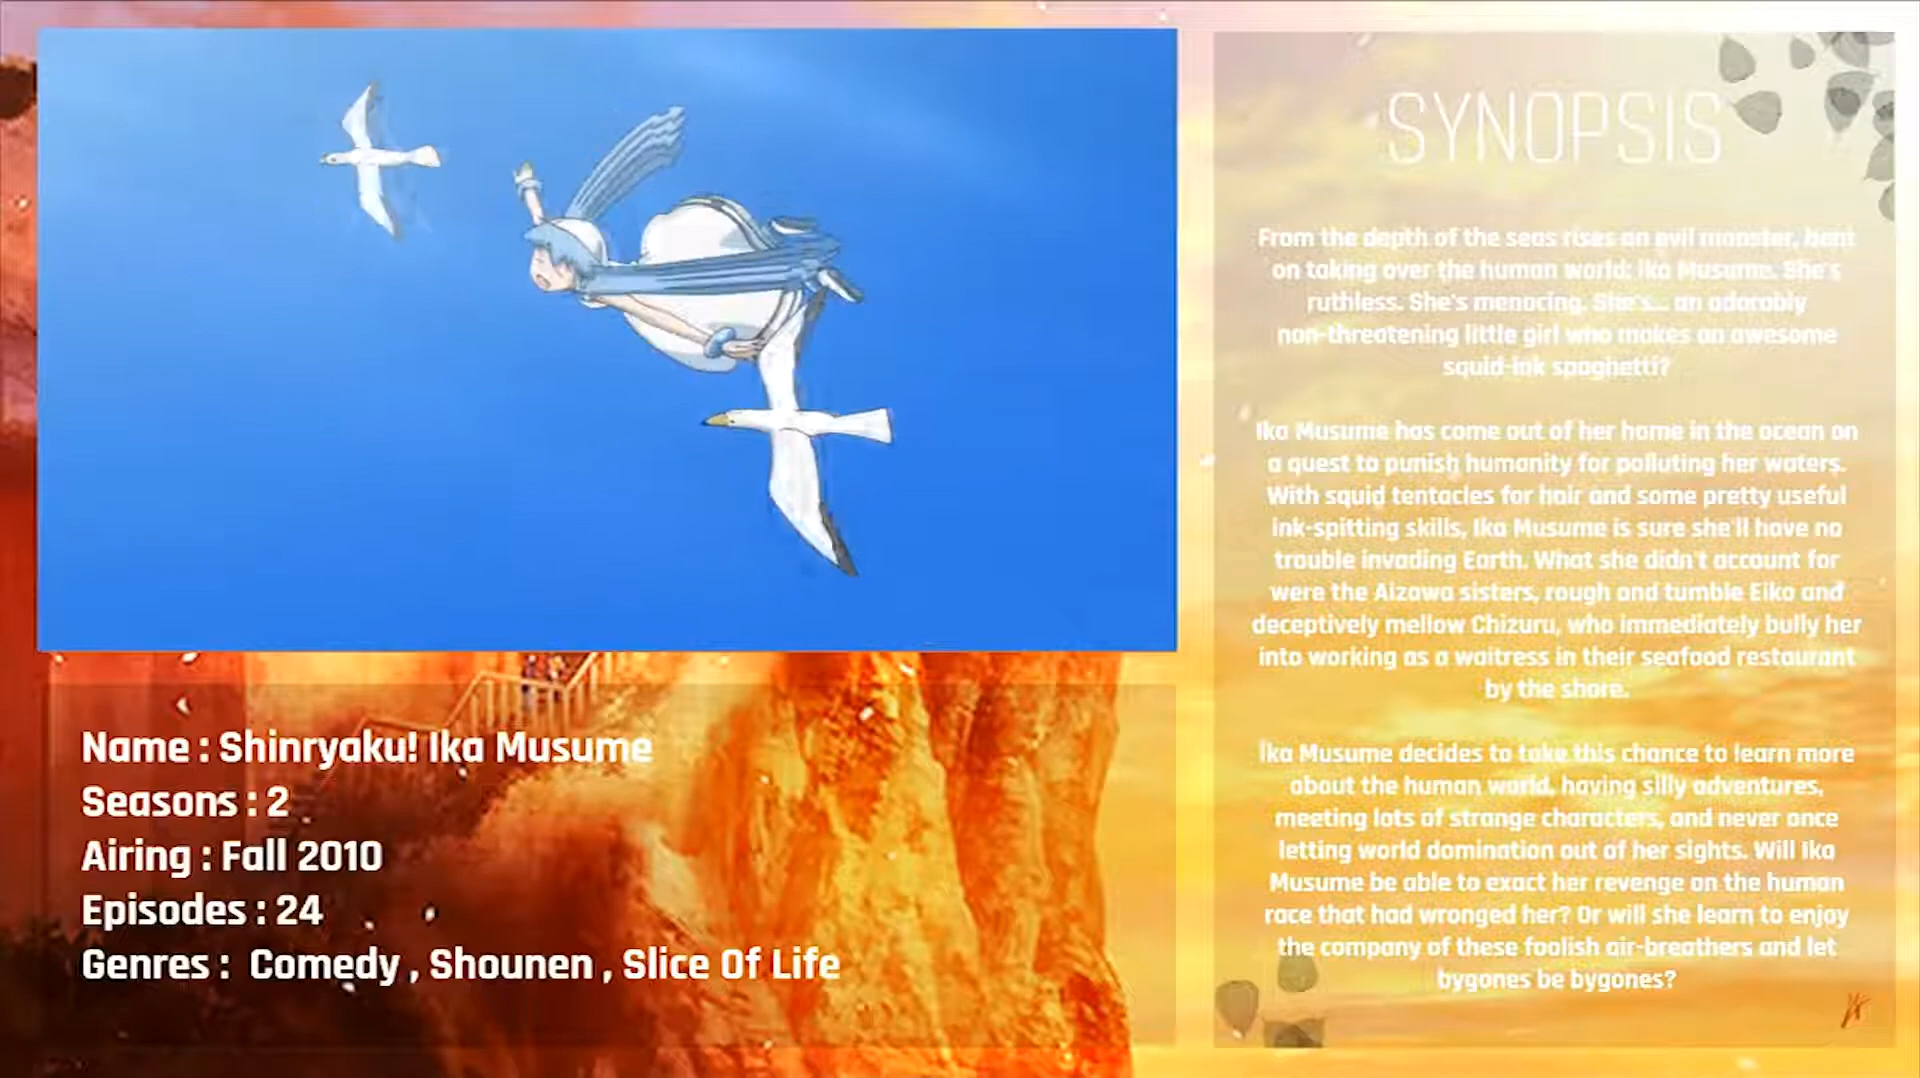 SYNOPSIS
From the depth of the seas rises an evil monster, bent
on taking over the human world: Ika Musume. She's
ruthless. She's menacing. She's... an adorably
non-threatening little girl who makes an awesome
squid-ink spaghetti?
Ika Musume has come out of her home in the ocean on
a quest to punish humanity for polluting her waters.
With squid tentacles for hair and some pretty useful
ink-spitting skills, Ika Musume is sure she'll have no
trouble invading Earth. What she didn't account for
were the Aizawa sisters, rough and tumble Eiko and
deceptively mellow Chizuru, who immediately bully her
into working as a waitress in their seafood restaurant
by the shore.
Ika Musume decides to take this chance to learn more
about the human world, having silly adventures,
meeting lots of strange characters, and never once
letting world domination out of her sights. Will Ika
Musume be able to exact her revenge on the human
race that had wronged her? Or will she learn to enjoy
the company of these foolish air-breathers and let
bygones be bygones?
Name : Shinryaku! Ika Musume
Seasons : 2
Airing : Fall 2010
Episodes : 24
Genres : Comedy , Shounen , Slice Of Life